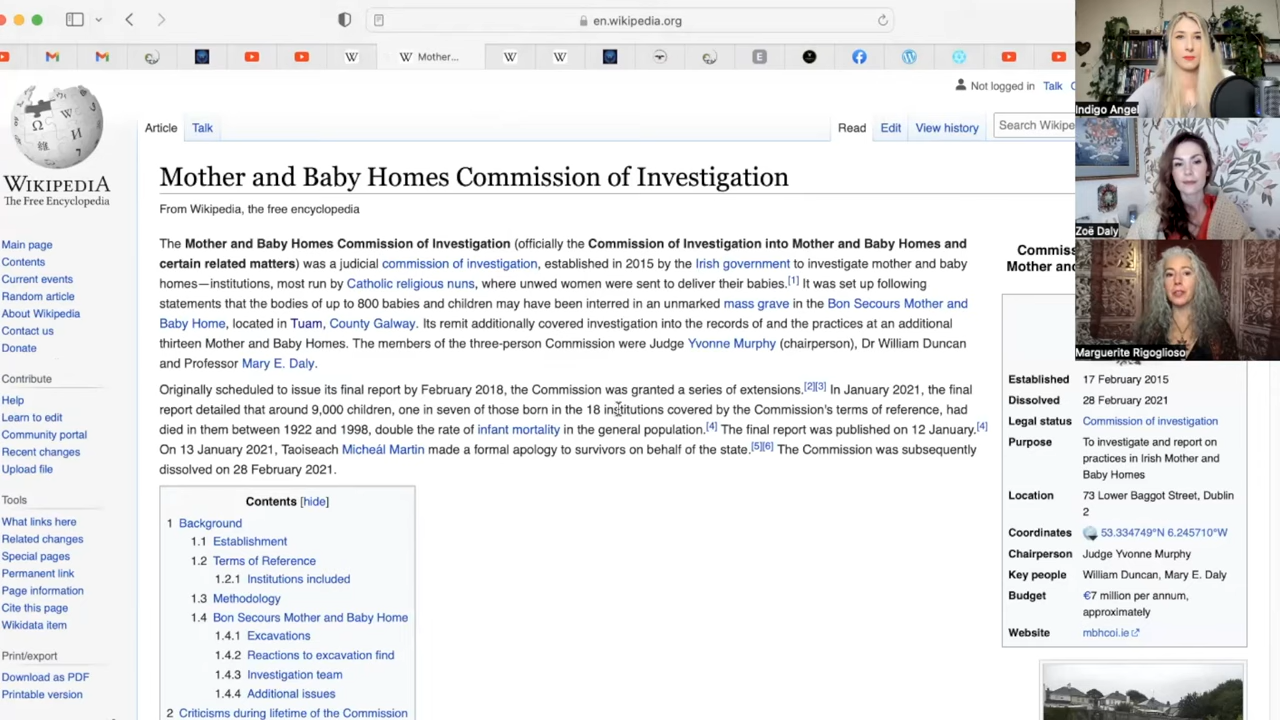 en.wikipedia.org
Mother...
Not logged in Talk
Article Talk
Read Edit View history
Search Wikipe
WIKIPEDIA
The Free Encyclopedia
Main page
Contents
Current events
Random article
About Wikipedia
Contact us
Donate
Contribute
Help
Learn to edit
Community portal
Recent changes
Upload file
Tools
What links here
Related changes
Special pages
Permanent link
Page information
Cite this page
Wikidata item
Print/export
Download as PDF
Printable version
Mother and Baby Homes Commission of Investigation
From Wikipedia, the free encyclopedia
The Mother and Baby Homes Commission of Investigation (officially the Commission of Investigation into Mother and Baby Homes and
certain related matters) was a judicial commission of investigation, established in 2015 by the Irish government to investigate mother and baby
homes—institutions, most run by Catholic religious nuns, where unwed women were sent to deliver their babies.[1] It was set up following
statements that the bodies of up to 800 babies and children may have been interred in an unmarked mass grave in the Bon Secours Mother and
Baby Home, located in Tuam, County Galway. Its remit additionally covered investigation into the records of and the practices at an additional
thirteen Mother and Baby Homes. The members of the three-person Commission were Judge Yvonne Murphy (chairperson), Dr William Duncan
and Professor Mary E. Daly.
Originally scheduled to issue its final report by February 2018, the Commission was granted a series of extensions.[2][3] In January 2021, the final
report detailed that around 9,000 children, one in seven of those born in the 18 institutions covered by the Commission's terms of reference, had
died in them between 1922 and 1998, double the rate of infant mortality in the general population.[4] The final report was published on 12 January.[4]
On 13 January 2021, Taoiseach Micheál Martin made a formal apology to survivors on behalf of the state.[5][6] The Commission was subsequently
dissolved on 28 February 2021.
Contents [hide]
1 Background
1.1 Establishment
1.2 Terms of Reference
1.2.1 Institutions included
1.3 Methodology
1.4 Bon Secours Mother and Baby Home
1.4.1 Excavations
1.4.2 Reactions to excavation find
1.4.3 Investigation team
1.4.4 Additional issues
2 Criticisms during lifetime of the Commission
Commis
Mother and
Established 17 February 2015
Dissolved 28 February 2021
Legal status Commission of investigation
Purpose To investigate and report on
practices in Irish Mother and
Baby Homes
Location 73 Lower Baggot Street, Dublin
2
Coordinates 53.334749°N 6.245710°W
Chairperson Judge Yvonne Murphy
Key people William Duncan, Mary E. Daly
Budget €7 million per annum,
approximately
Website mbhcoi.ie
Indigo Angel
Zoë Daly
Marguerite Rigoglioso